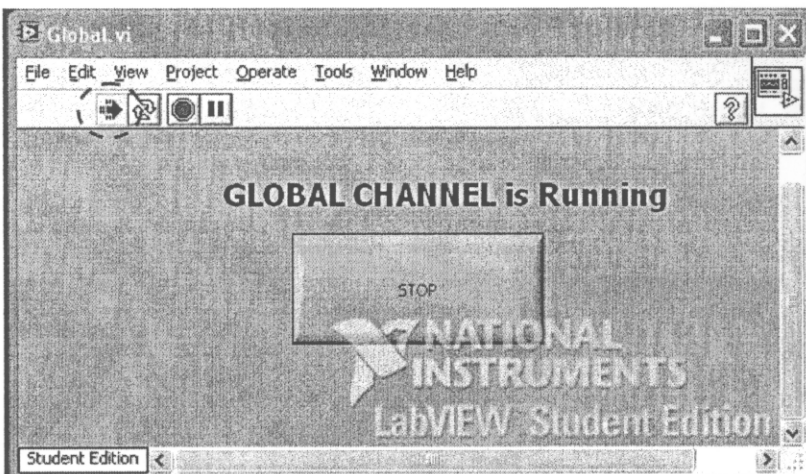 Global.vi
File Edit View Project Operate Tools Window Help
GLOBAL CHANNEL is Running
STOP
NATIONAL
INSTRUMENTS
LabVIEW Student Edition
Student Edition